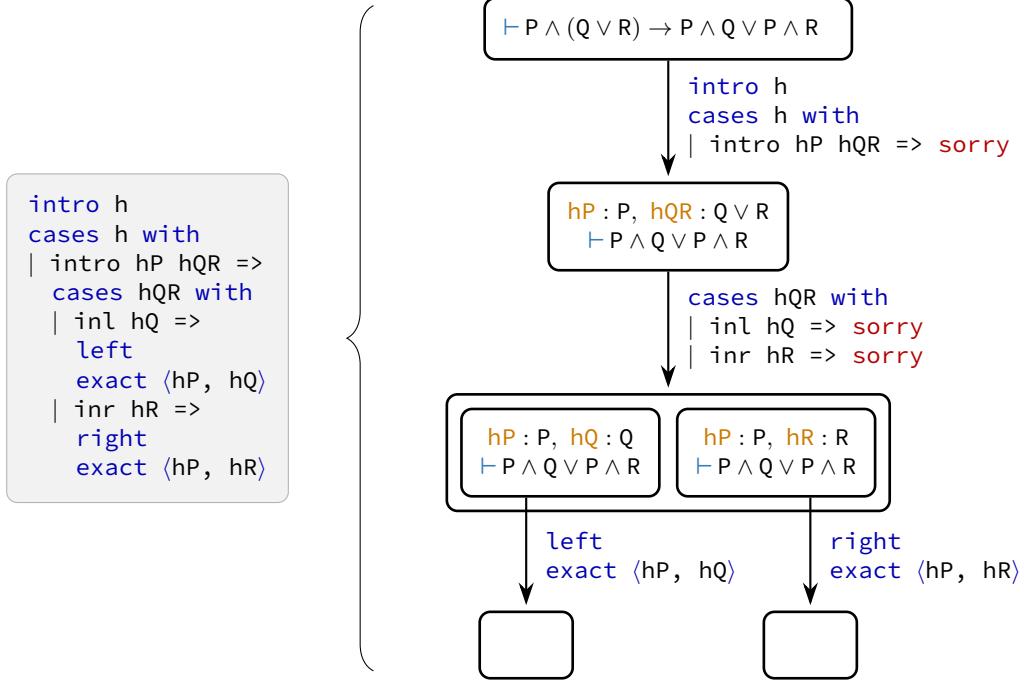 intro h
cases h with
| intro hP hQR =>
  cases hQR with
  | inl hQ =>
    left
    exact ⟨hP, hQ⟩
  | inr hR =>
    right
    exact ⟨hP, hR⟩
⊢ P ∧ (Q ∨ R) → P ∧ Q ∨ P ∧ R
intro h
cases h with
| intro hP hQR => sorry
hP : P, hQR : Q ∨ R
⊢ P ∧ Q ∨ P ∧ R
cases hQR with
| inl hQ => sorry
| inr hR => sorry
hP : P, hQ : Q
⊢ P ∧ Q ∨ P ∧ R
hP : P, hR : R
⊢ P ∧ Q ∨ P ∧ R
left
exact ⟨hP, hQ⟩
right
exact ⟨hP, hR⟩